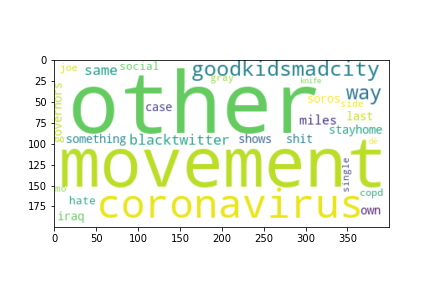 0
25
50
75
100
125
150
175
joe
same
social
goodkidsmadcity
gray
knife
other
case
soros
way
side
governors
miles
last
stayhome
something
blacktwitter
shows
shit
movement
single
mo
hate
iraq
coronavirus
copd
own
0 50 100 150 200 250 300 350